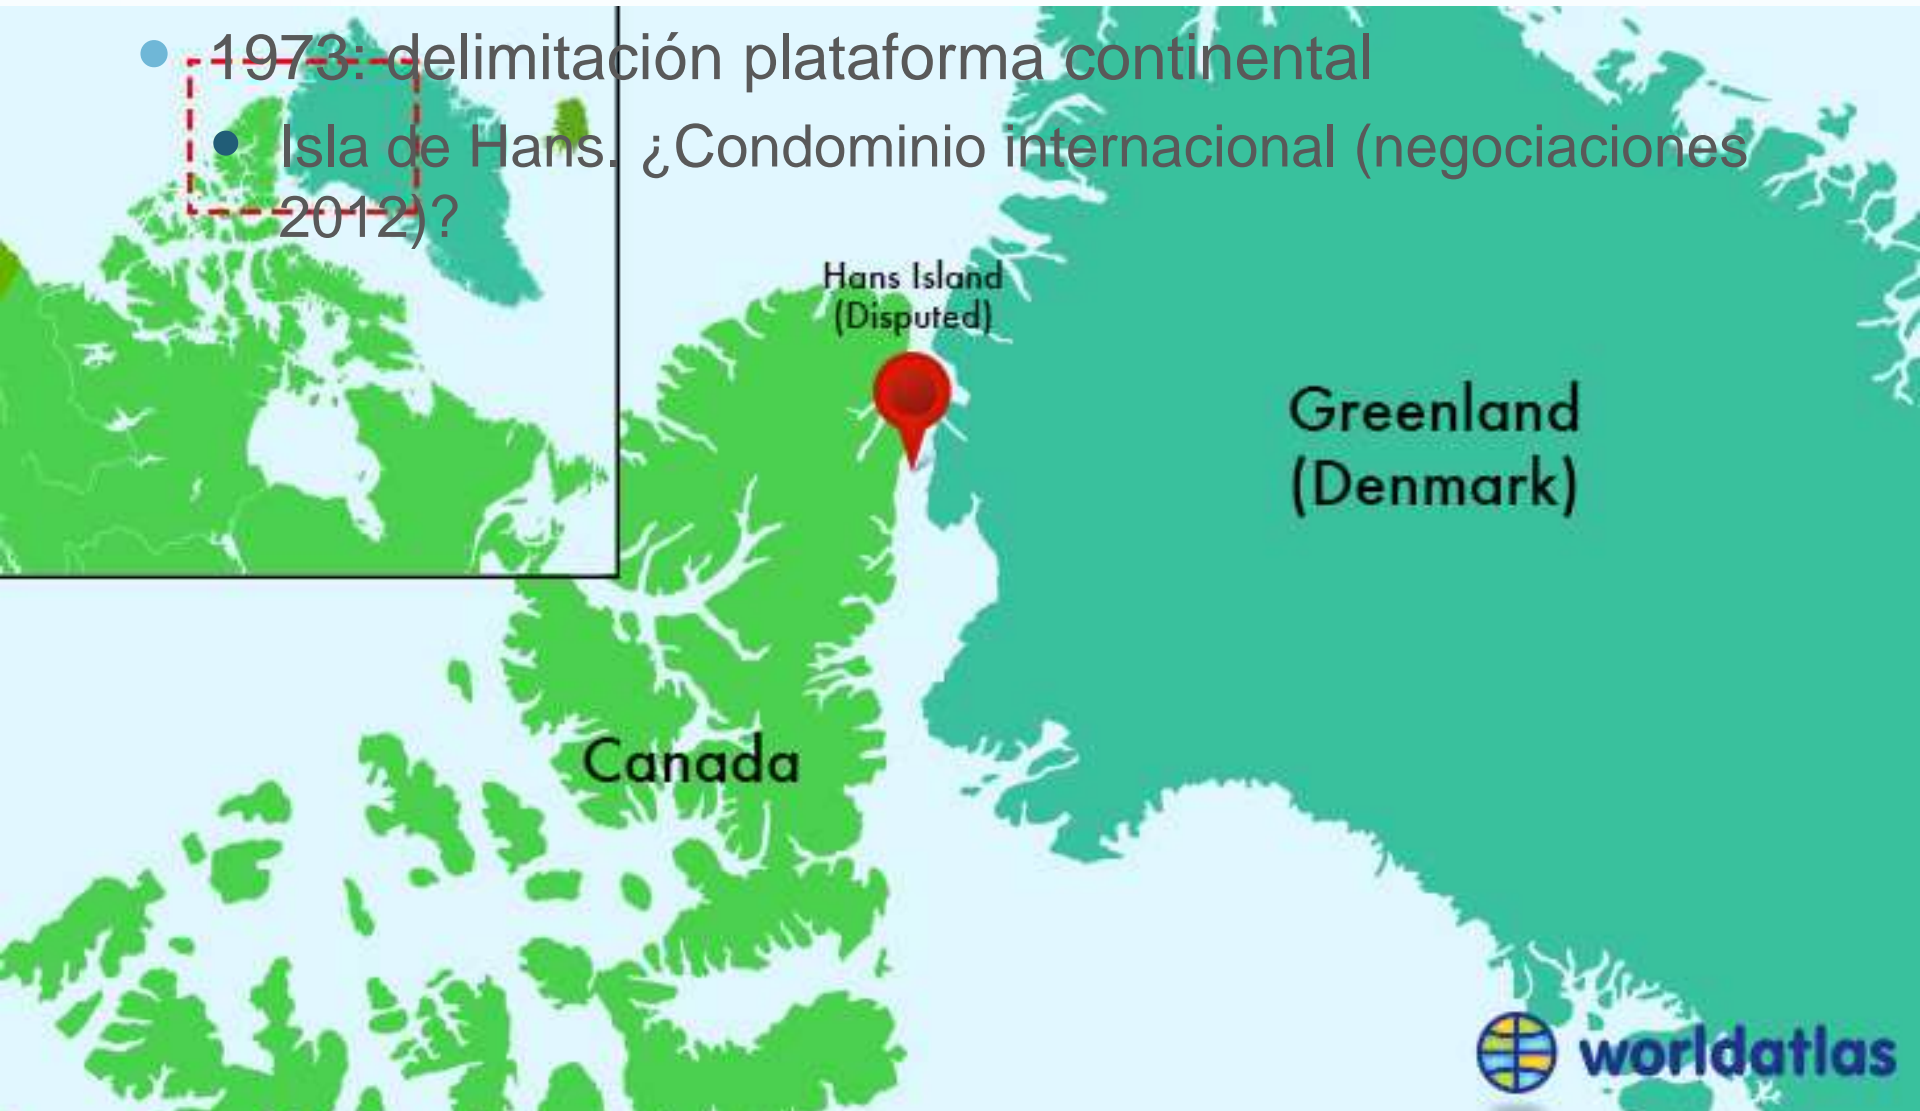 1973: delimitación plataforma continental
Isla de Hans. ¿Condominio internacional (negociaciones
2012)?
Hans Island
(Disputed)
Greenland
(Denmark)
Canada
worldatlas